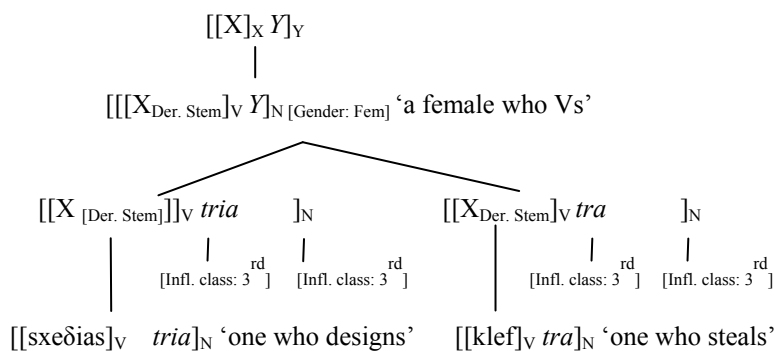 [[X]X Y]Y
[[[XDer. Stem]V Y]N [Gender: Fem] ‘a female who Vs’
[[X [Der. Stem]]]V tria ]N [[XDer. Stem]V tra ]N
[Infl. class: 3rd [Infl. class: 3rd [Infl. class: 3rd [Infl. class: 3rd
[[sxeδias]V tria]N ‘one who designs’ [[klef]V tra]N ‘one who steals’